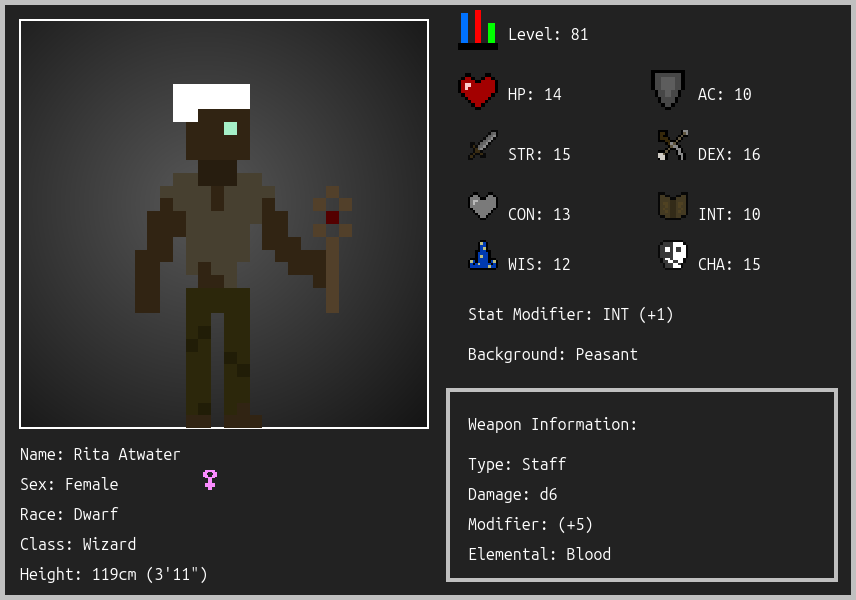 Level: 81
HP: 14
AC: 10
STR: 15
DEX: 16
CON: 13
INT: 10
WIS: 12
CHA: 15
Stat Modifier: INT (+1)
Background: Peasant
Weapon Information:
Type: Staff
Damage: d6
Modifier: (+5)
Elemental: Blood
Name: Rita Atwater
Sex: Female
Race: Dwarf
Class: Wizard
Height: 119cm (3'11")